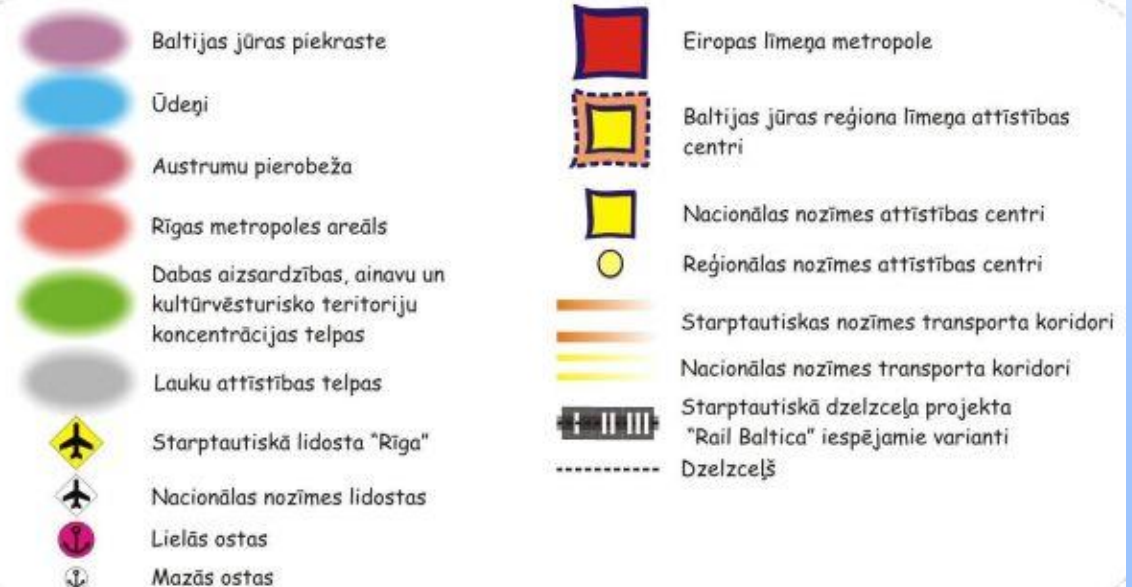 Baltijas jūras piekraste
Ūdeņi
Austrumu pierobeža
Rīgas metropoles areāls
Dabas aizsardzības, ainavu un
kultūrvēsturisko teritoriju
koncentrācijas telpas
Lauku attīstības telpas
Starptautiskā lidosta "Rīga"
Nacionālas nozīmes lidostas
Lielās ostas
Mazās ostas
Eiropas līmeņa metropole
Baltijas jūras reģiona līmeņa attīstības
centri
Nacionālas nozīmes attīstības centri
Reģionālas nozīmes attīstības centri
Starptautiskas nozīmes transporta koridori
Nacionālas nozīmes transporta koridori
Starptautiskā dzelzceļa projekta
"Rail Baltica" iespējamie varianti
Dzelzceļš